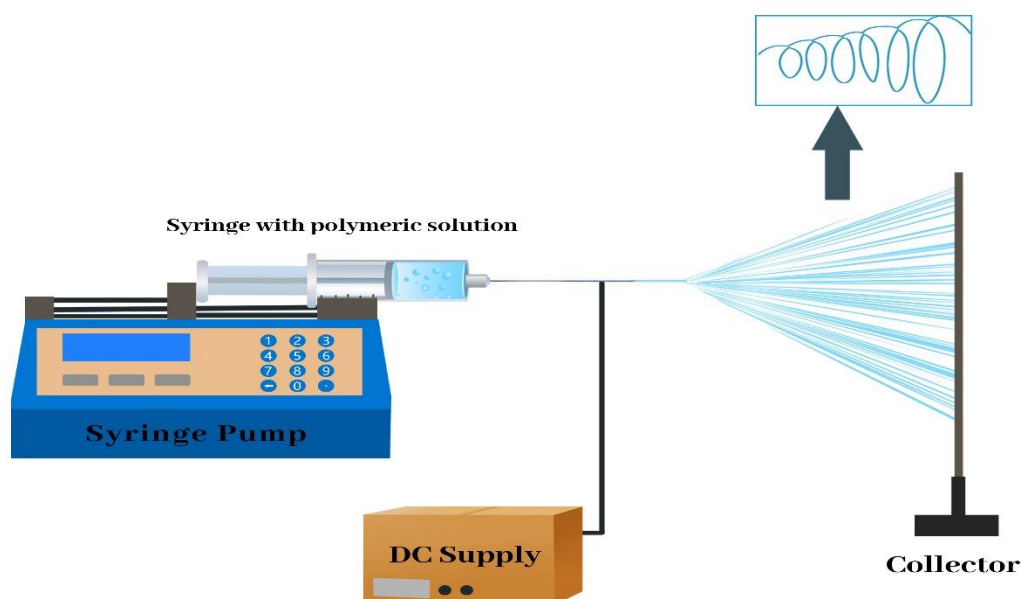 Syringe with polymeric solution
1 2 3
4 5 6
7 8 9
0 .
Syringe Pump
DC Supply
Collector